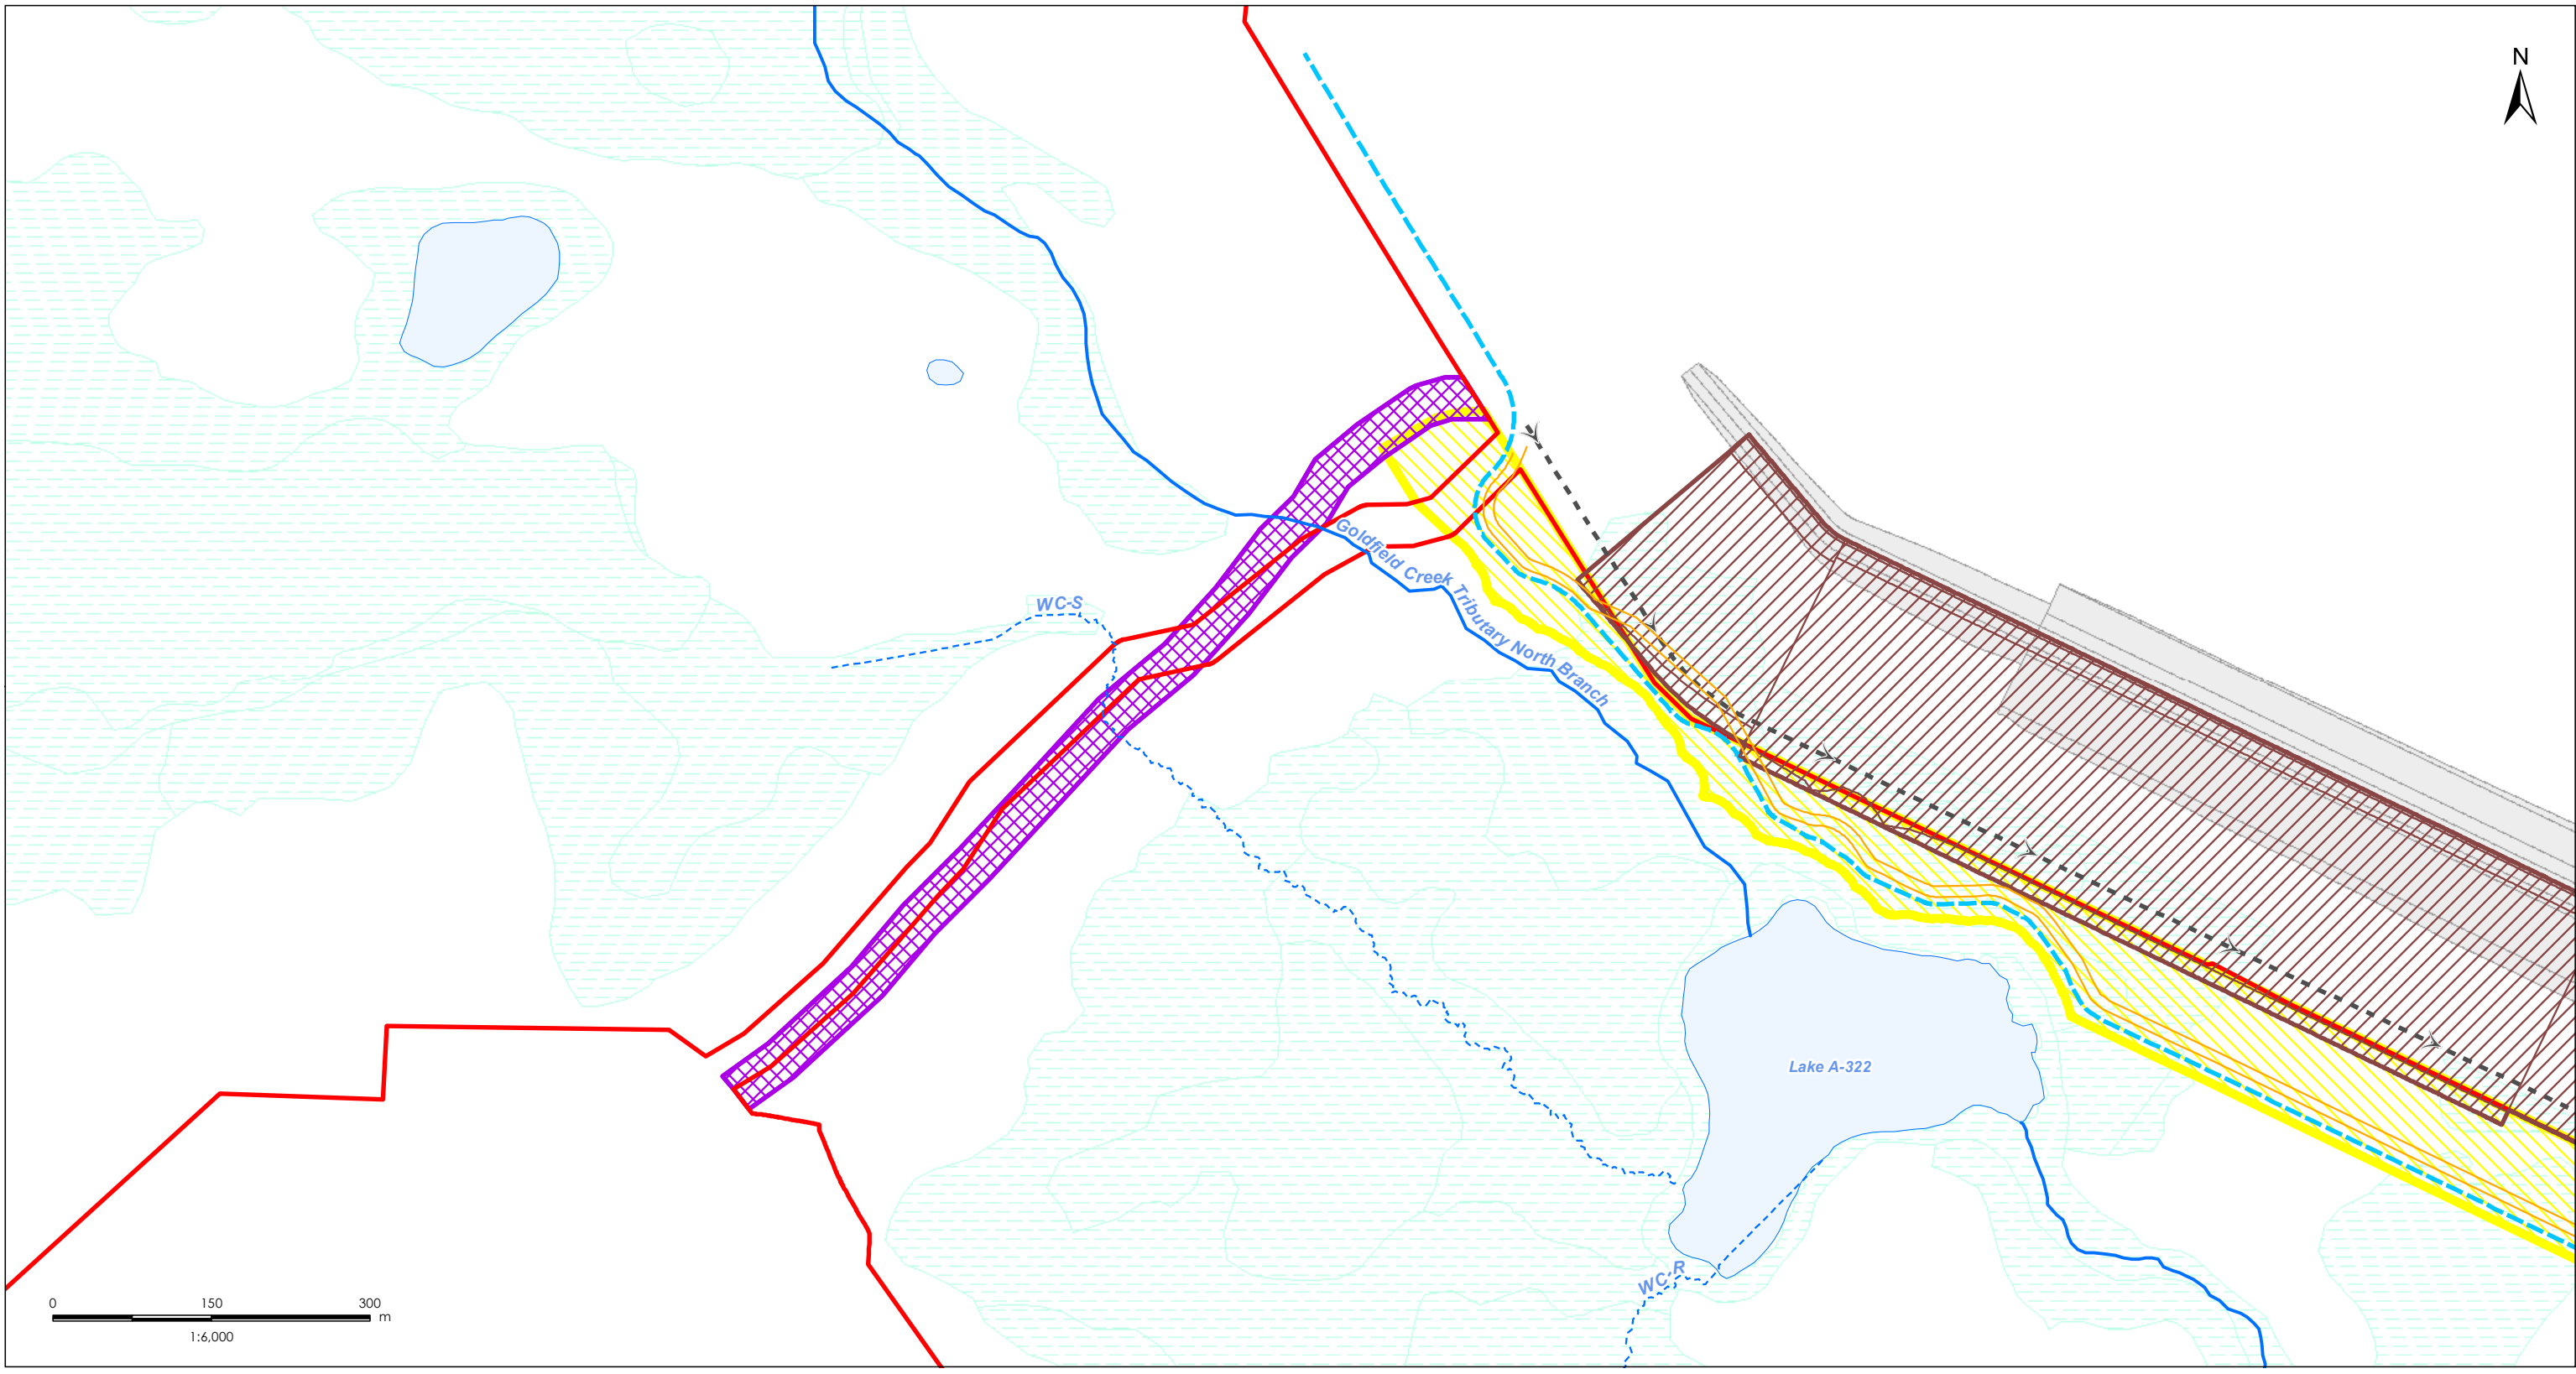 N
Goldfield Creek Tributary North Branch
WC-S
Lake A-322
WC-R
0 150 300 m
1:6,000